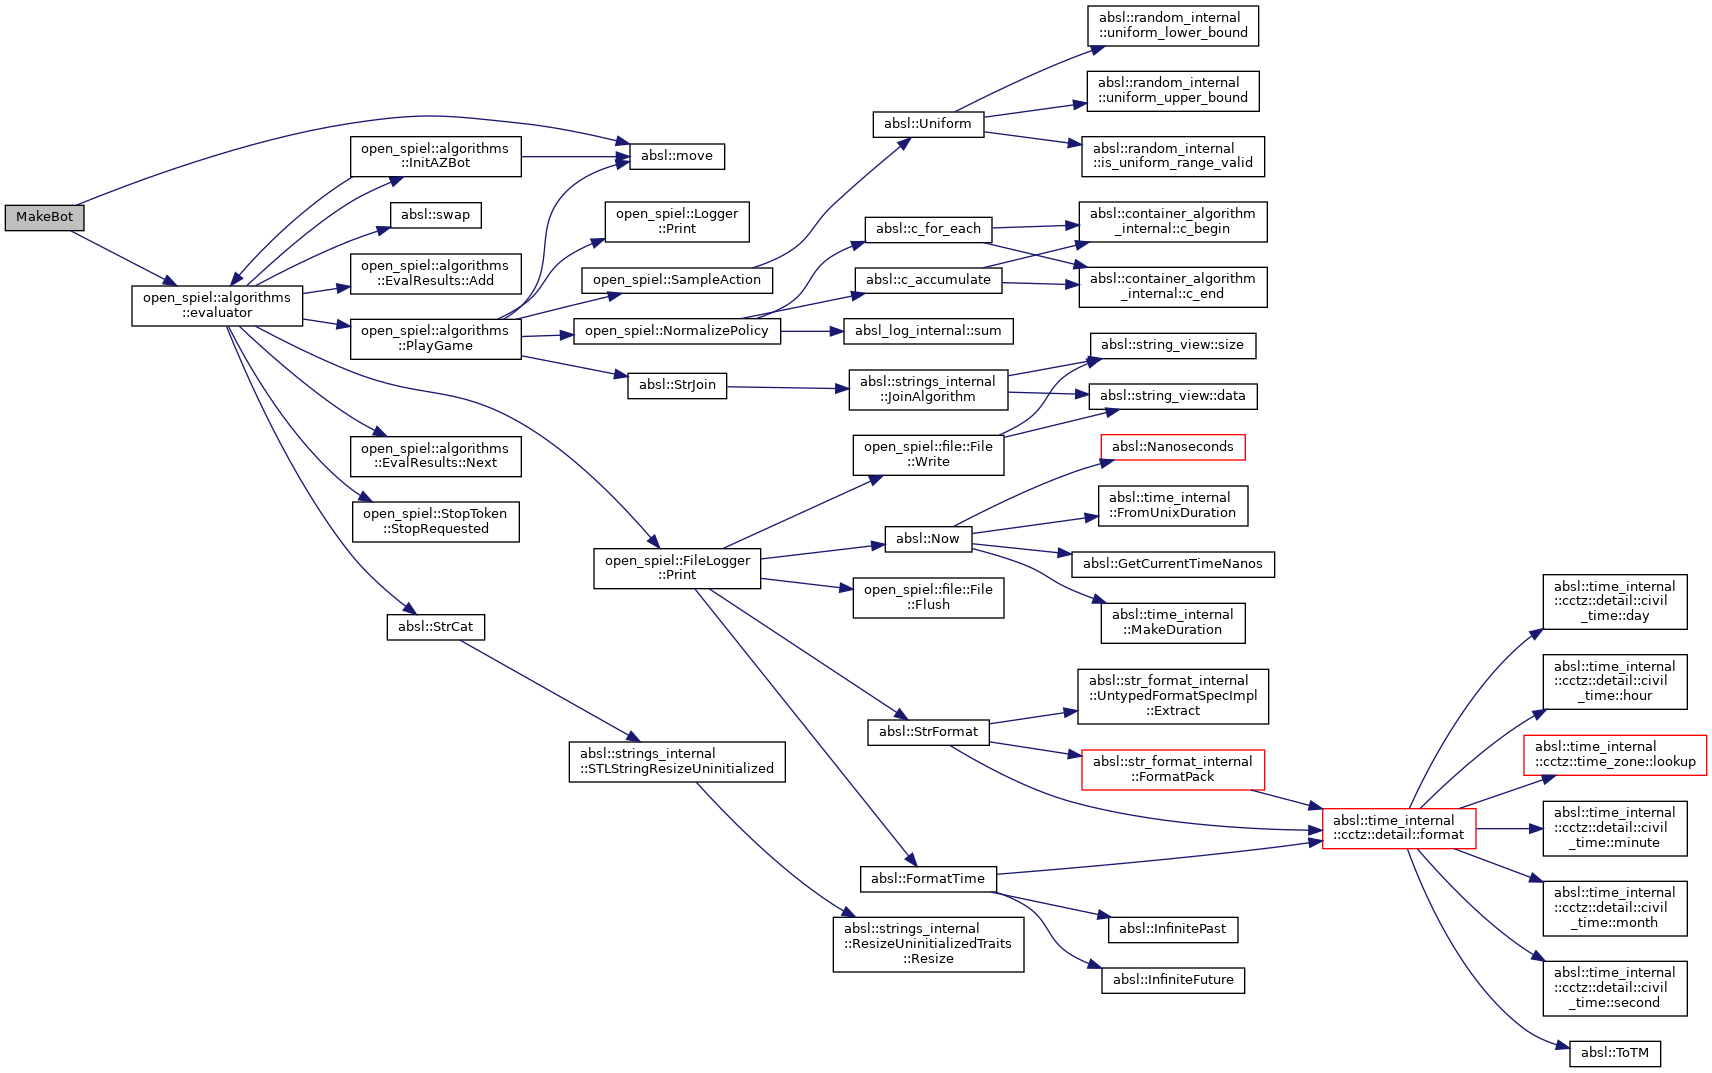 MakeBot
open_spiel::algorithms
::evaluator
open_spiel::algorithms
::InitAZBot
absl::swap
open_spiel::algorithms
::EvalResults::Add
open_spiel::algorithms
::PlayGame
open_spiel::algorithms
::EvalResults::Next
open_spiel::StopToken
::StopRequested
absl::StrCat
absl::move
open_spiel::Logger
::Print
open_spiel::SampleAction
open_spiel::NormalizePolicy
absl::StrJoin
open_spiel::FileLogger
::Print
absl::strings_internal
::STLStringResizeUninitialized
absl::Uniform
absl::c_for_each
absl::c_accumulate
absl_log_internal::sum
absl::strings_internal
::JoinAlgorithm
open_spiel::file::File
::Write
absl::Now
open_spiel::file::File
::Flush
absl::StrFormat
absl::FormatTime
absl::strings_internal
::ResizeUninitializedTraits
::Resize
absl::random_internal
::uniform_lower_bound
absl::random_internal
::uniform_upper_bound
absl::random_internal
::is_uniform_range_valid
absl::container_algorithm
_internal::c_begin
absl::container_algorithm
_internal::c_end
absl::string_view::size
absl::string_view::data
absl::Nanoseconds
absl::time_internal
::FromUnixDuration
absl::GetCurrentTimeNanos
absl::time_internal
::MakeDuration
absl::str_format_internal
::UntypedFormatSpecImpl
::Extract
absl::str_format_internal
::FormatPack
absl::InfinitePast
absl::InfiniteFuture
absl::time_internal
::cctz::detail::format
absl::time_internal
::cctz::detail::civil
_time::day
absl::time_internal
::cctz::detail::civil
_time::hour
absl::time_internal
::cctz::time_zone::lookup
absl::time_internal
::cctz::detail::civil
_time::minute
absl::time_internal
::cctz::detail::civil
_time::month
absl::time_internal
::cctz::detail::civil
_time::second
absl::ToTM